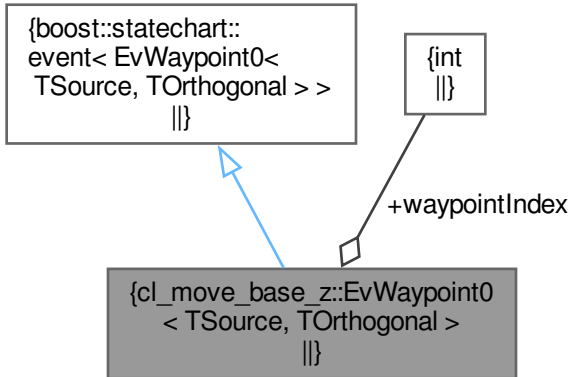 {boost::statechart::
event< EvWaypoint0<
TSource, TOrthogonal > >
||}
{int
||}
+waypointIndex
{cl_move_base_z::EvWaypoint0
< TSource, TOrthogonal >
||}